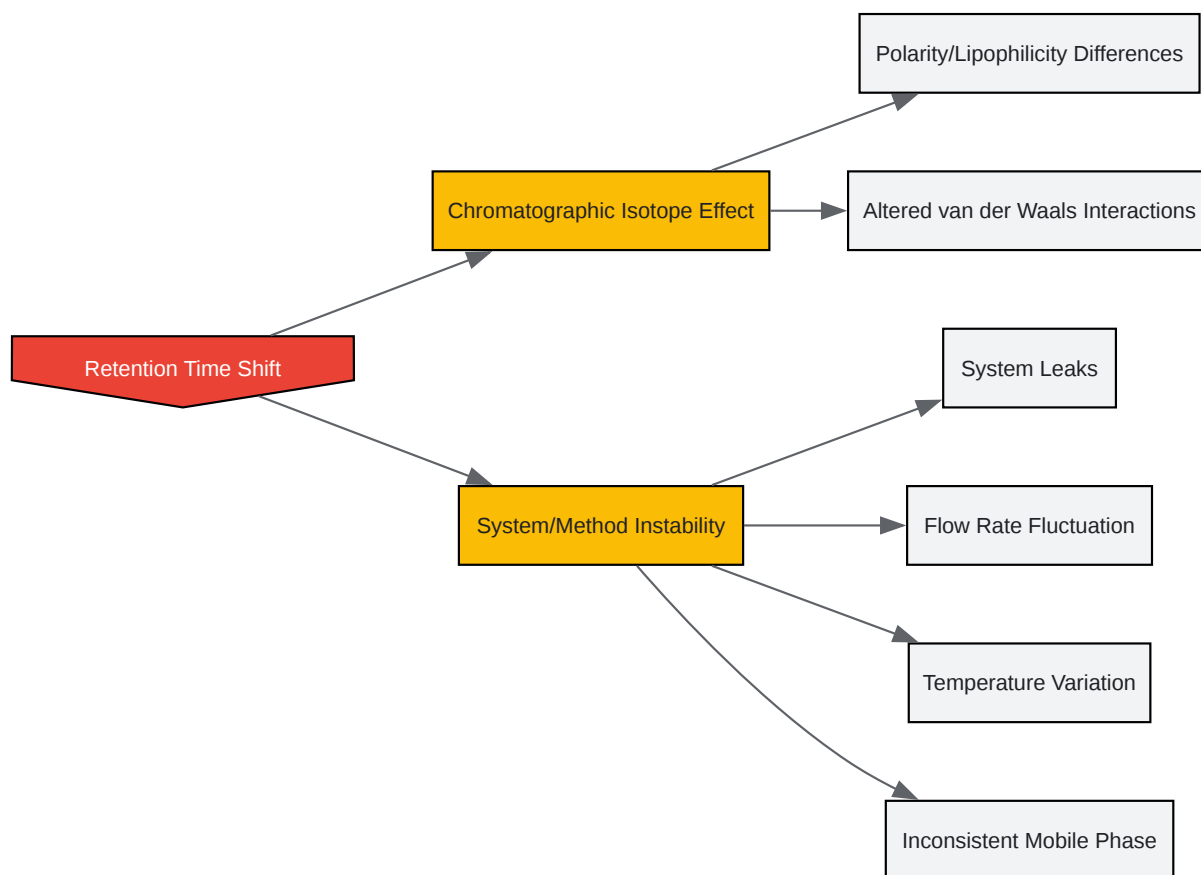 Polarity/Lipophilicity Differences
Chromatographic Isotope Effect
Altered van der Waals Interactions
Retention Time Shift
System Leaks
System/Method Instability
Flow Rate Fluctuation
Temperature Variation
Inconsistent Mobile Phase